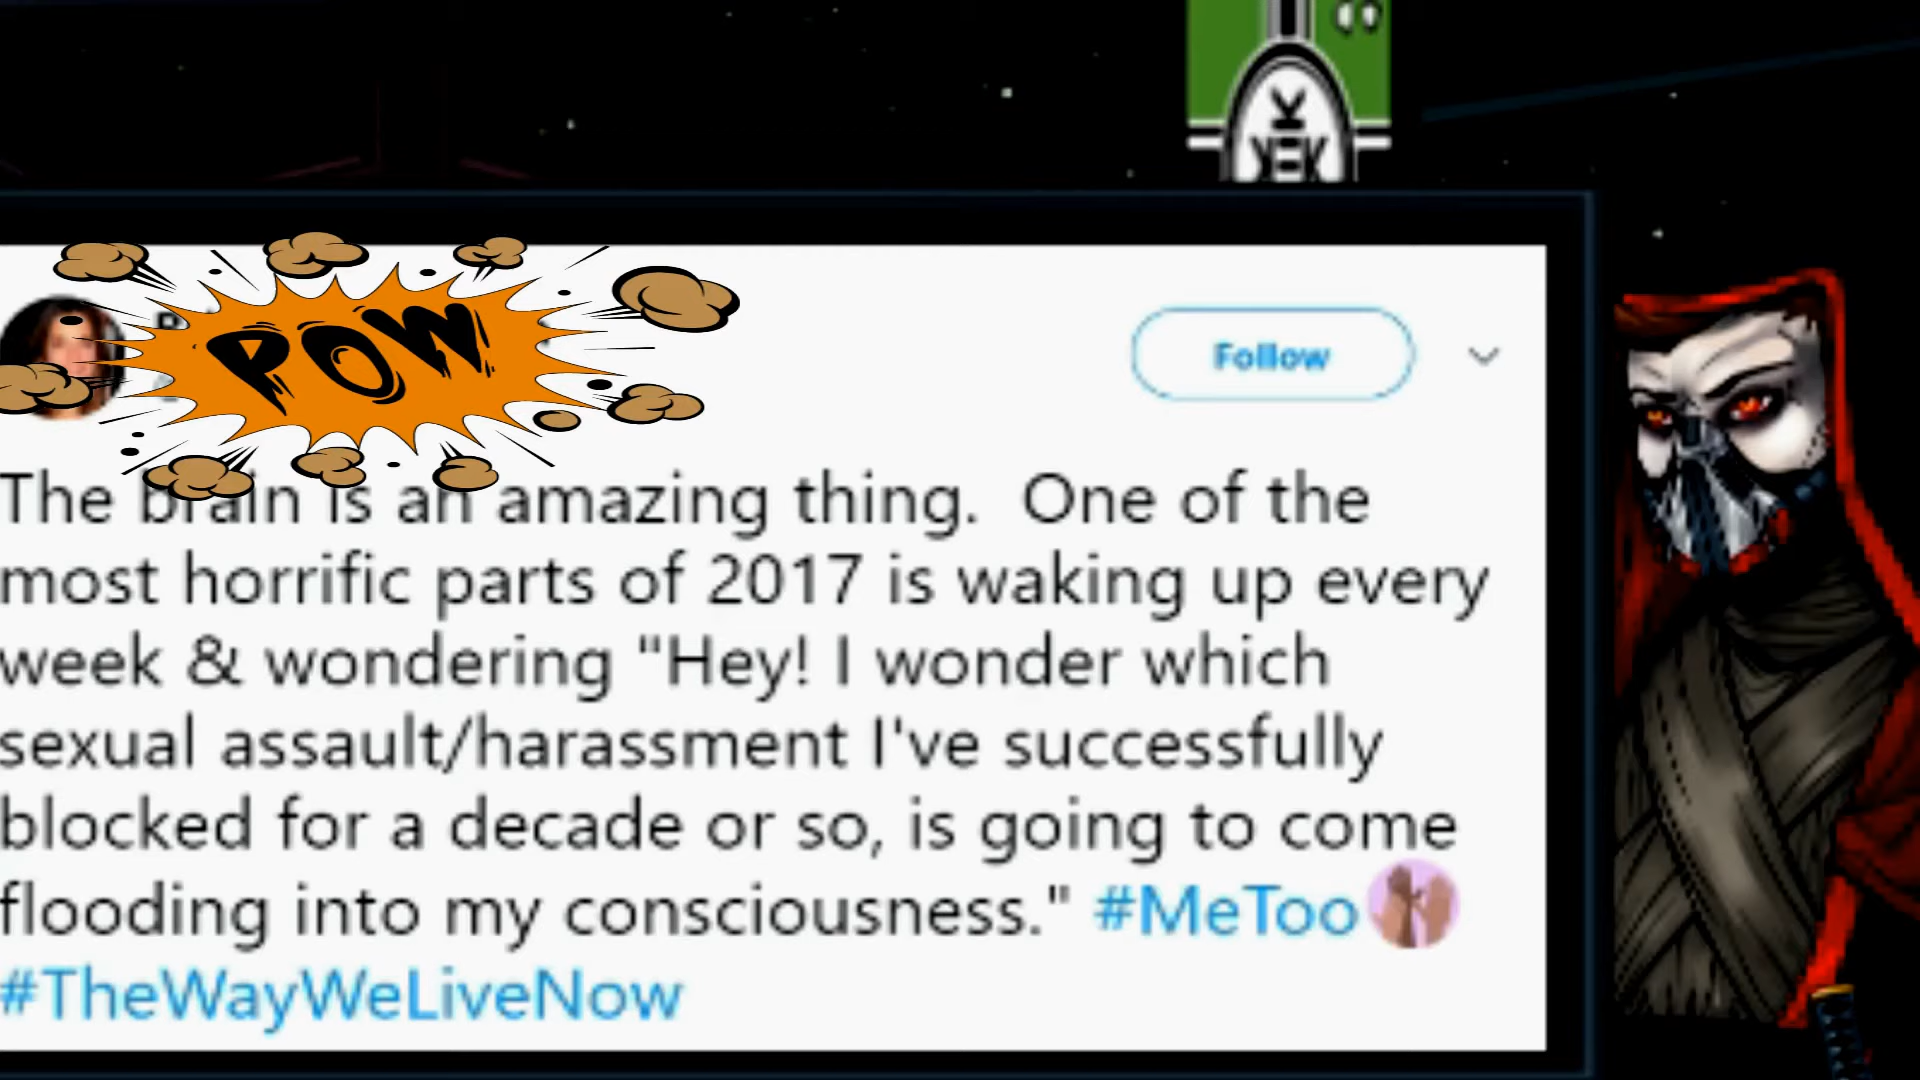 K
KEK
POW
Follow
The brain is an amazing thing. One of the
most horrific parts of 2017 is waking up every
week & wondering "Hey! I wonder which
sexual assault/harassment I've successfully
blocked for a decade or so, is going to come
flooding into my consciousness." #MeToo
#TheWayWeLiveNow